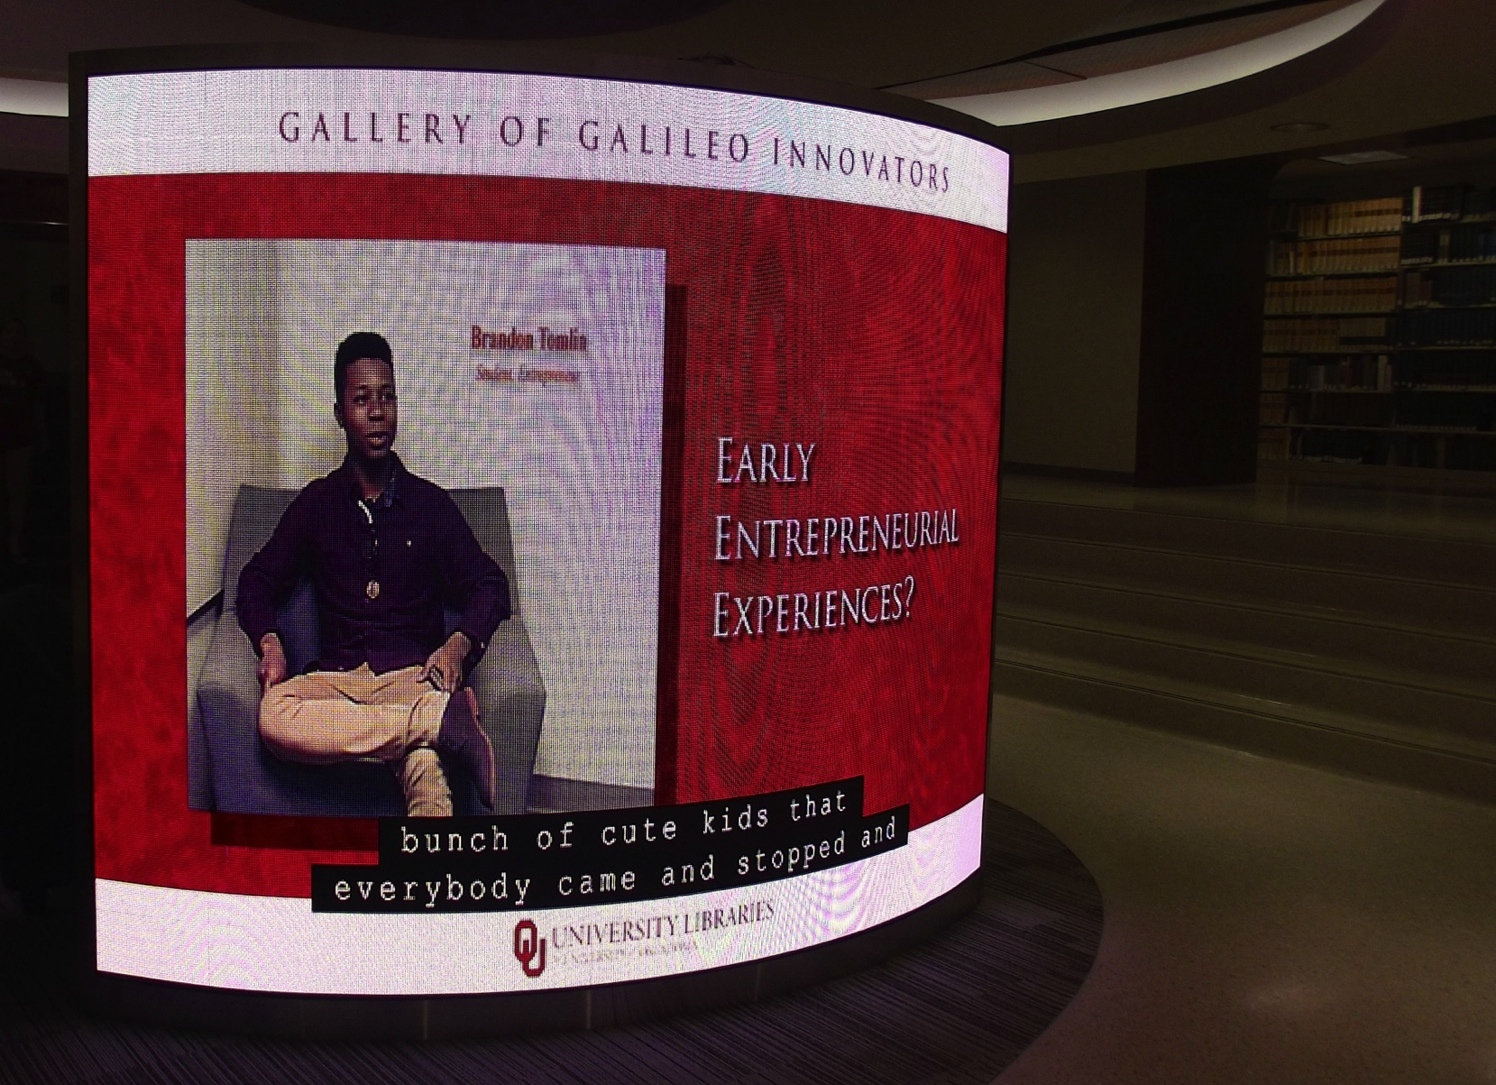 GALLERY OF GALILEO INNOVATORS
Brandon Tomlin
Student, Entrepreneur
EARLY
ENTREPRENEURIAL
EXPERIENCES?
bunch of cute kids that
everybody came and stopped and
OU UNIVERSITY LIBRARIES